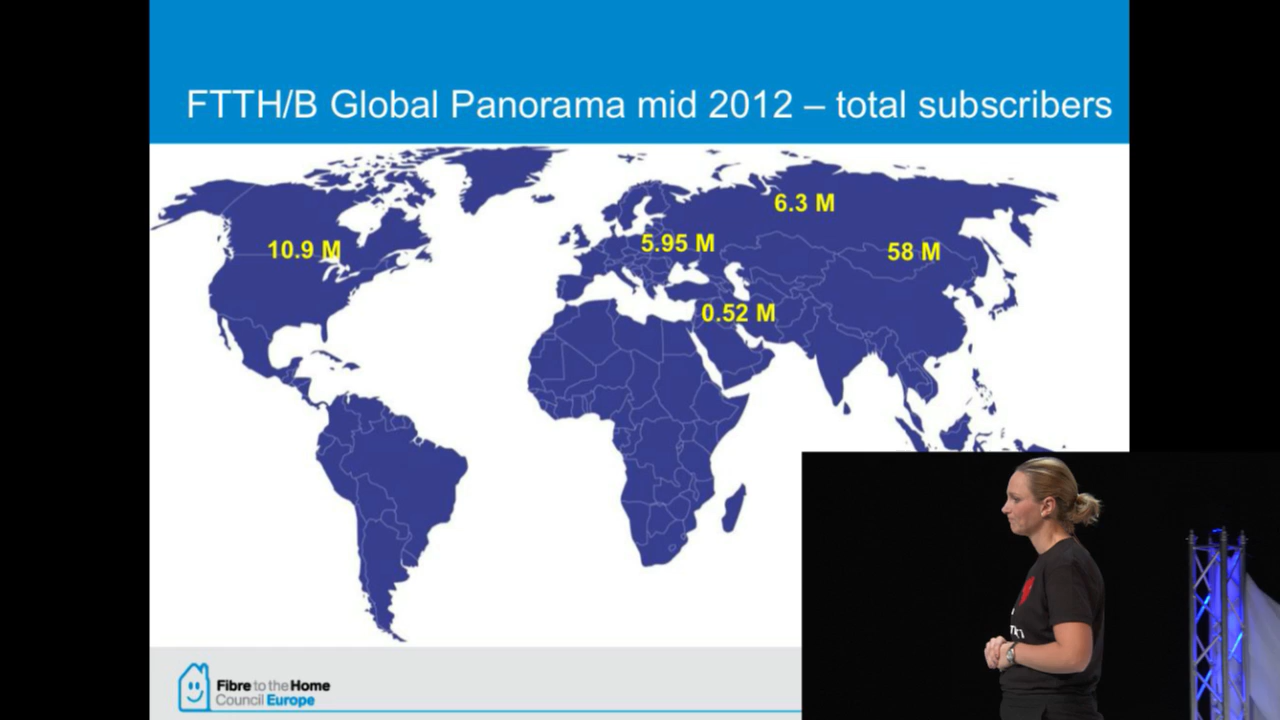 FTTH/B Global Panorama mid 2012 – total subscribers
6.3 M
10.9 M
5.95 M
58 M
0.52 M
Fibre to the Home
Council Europe